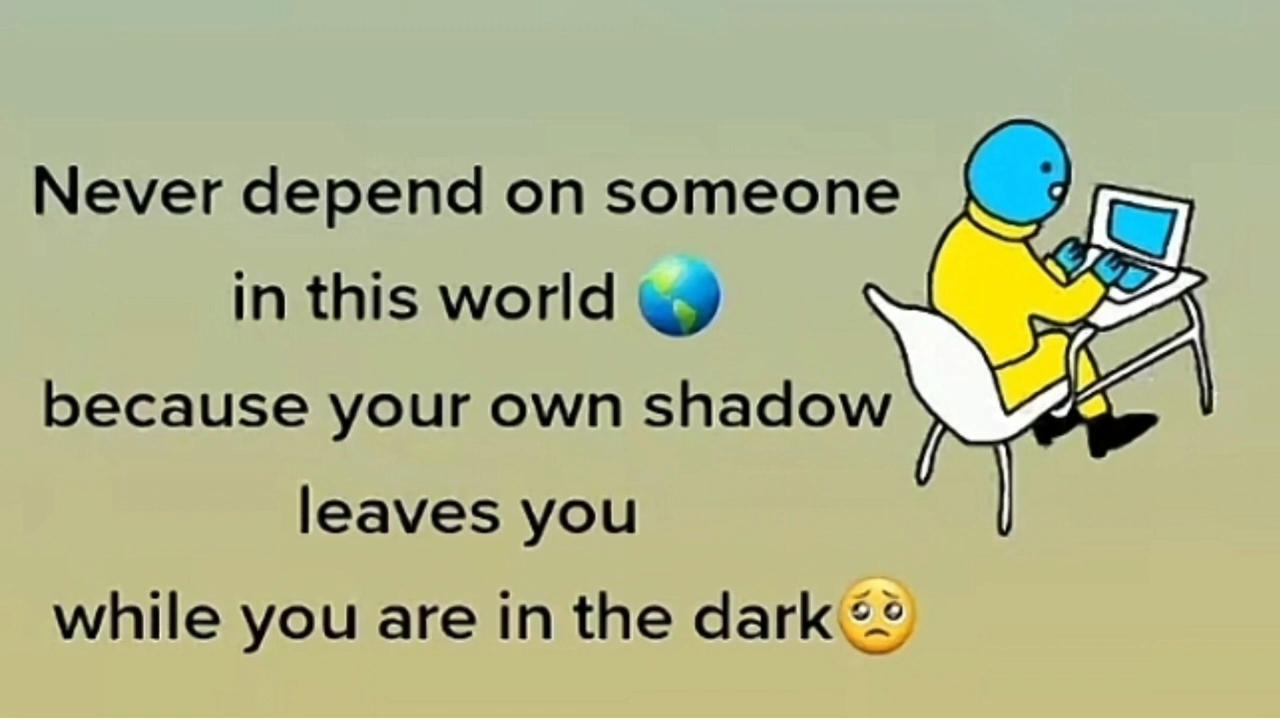 Never depend on someone
in this world 🌎
because your own shadow
leaves you
while you are in the dark🥺